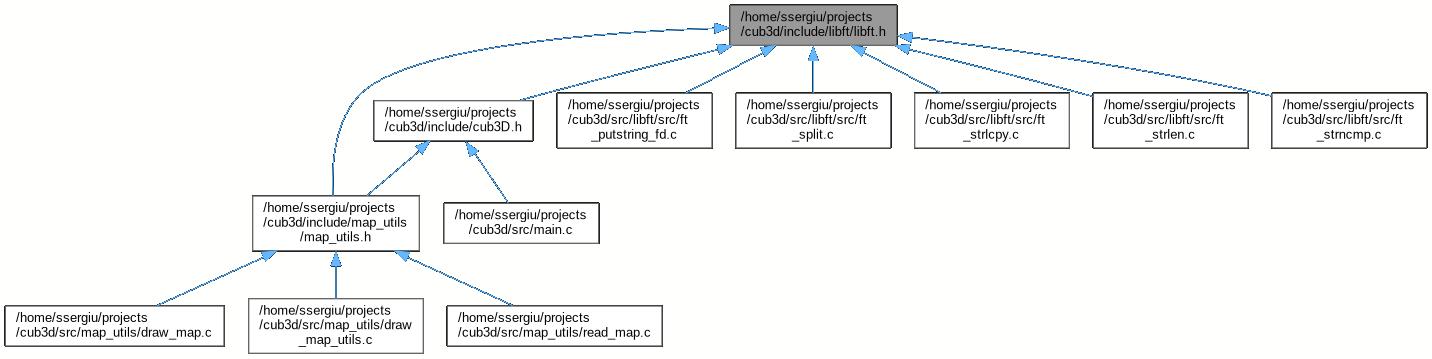 /home/ssergiu/projects
/cub3d/include/libft/libft.h
/home/ssergiu/projects
/cub3d/include/cub3D.h
/home/ssergiu/projects
/cub3d/src/libft/src/ft
_putstring_fd.c
/home/ssergiu/projects
/cub3d/src/libft/src/ft
_split.c
/home/ssergiu/projects
/cub3d/src/libft/src/ft
_strlcpy.c
/home/ssergiu/projects
/cub3d/src/libft/src/ft
_strlen.c
/home/ssergiu/projects
/cub3d/src/libft/src/ft
_strncmp.c
/home/ssergiu/projects
/cub3d/include/map_utils
/map_utils.h
/home/ssergiu/projects
/cub3d/src/main.c
/home/ssergiu/projects
/cub3d/src/map_utils/draw_map.c
/home/ssergiu/projects
/cub3d/src/map_utils/draw
_map_utils.c
/home/ssergiu/projects
/cub3d/src/map_utils/read_map.c